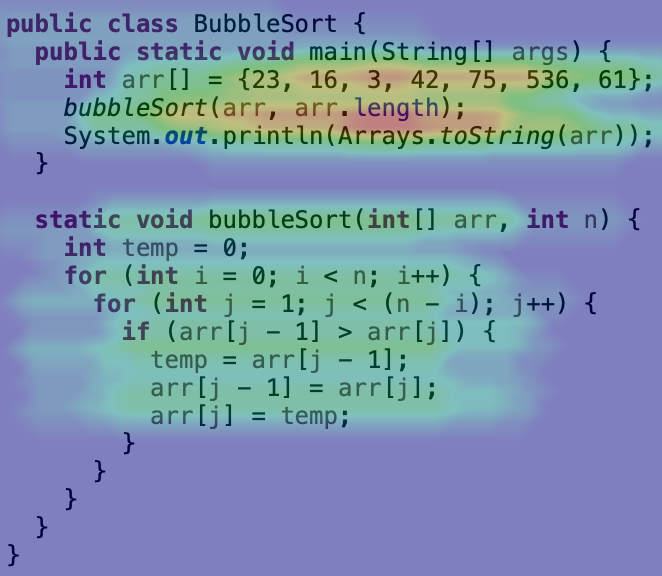 public class BubbleSort {
  public static void main(String[] args) {
    int arr[] = {23, 16, 3, 42, 75, 536, 61};
    bubbleSort(arr, arr.length);
    System.out.println(Arrays.toString(arr));
  }

  static void bubbleSort(int[] arr, int n) {
    int temp = 0;
    for (int i = 0; i < n; i++) {
      for (int j = 1; j < (n - i); j++) {
        if (arr[j - 1] > arr[j]) {
          temp = arr[j - 1];
          arr[j - 1] = arr[j];
          arr[j] = temp;
        }
      }
    }
  }
}